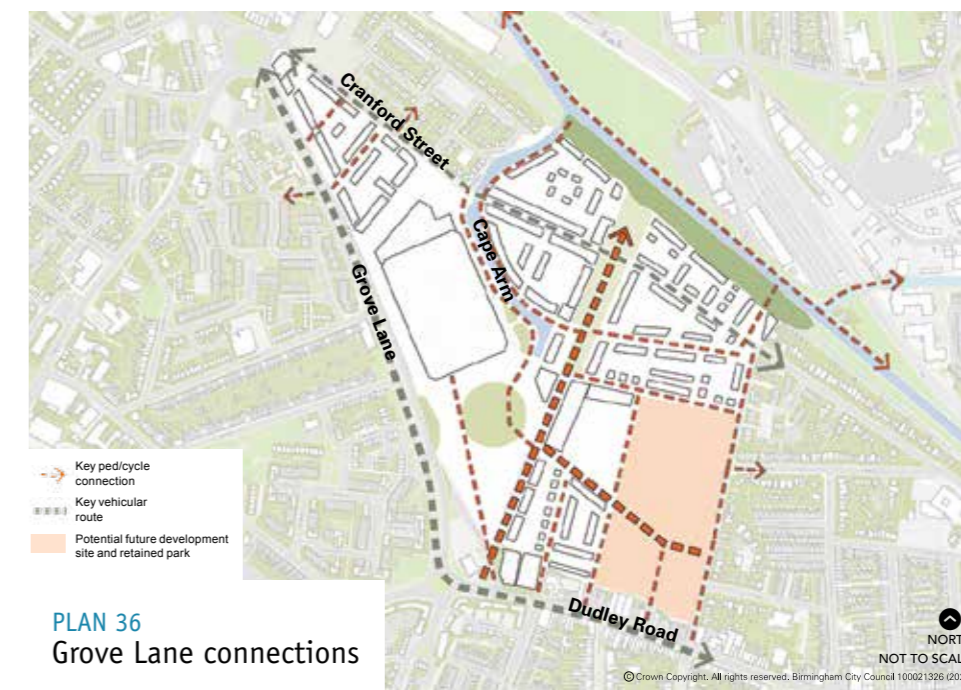 Cranford Street
Cape Arm
Grove Lane
Dudley Road
Key ped/cycle
connection
Key vehicular
route
Potential future development
site and retained park
PLAN 36
Grove Lane connections
NORT
NOT TO SCAL
© Crown Copyright. All rights reserved. Birmingham City Council 100021326 (20